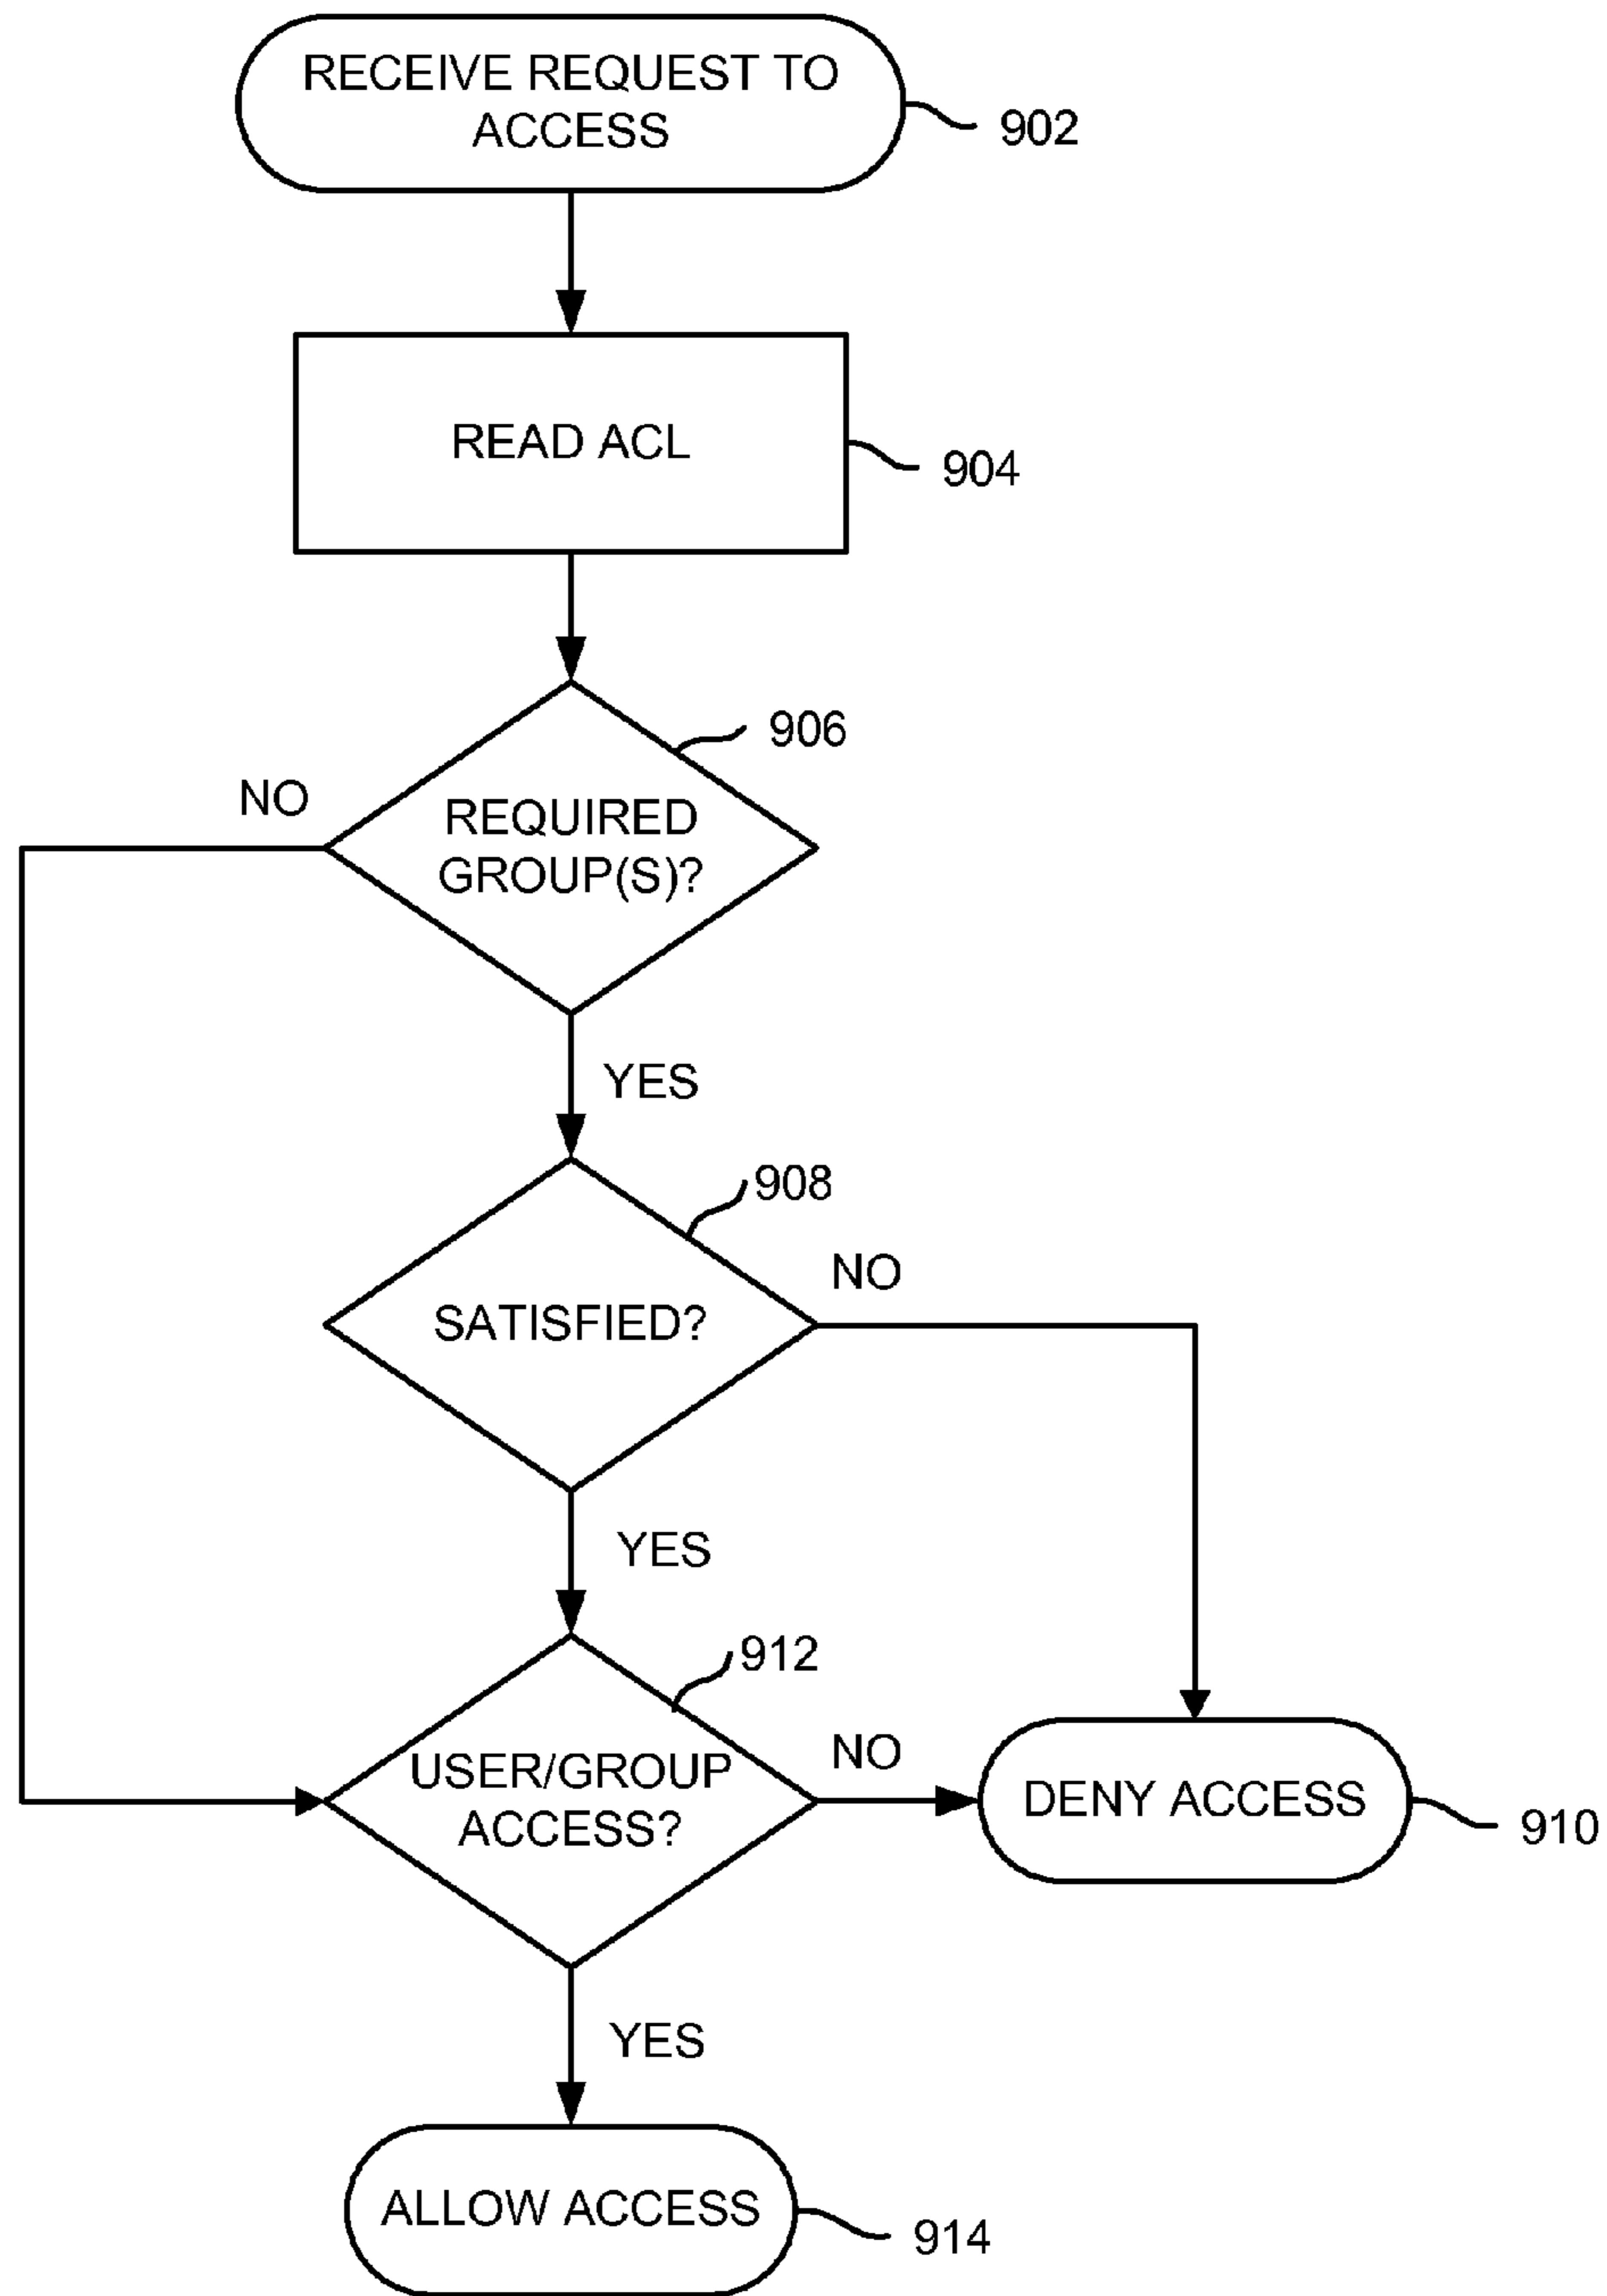 RECEIVE REQUEST TO
ACCESS
902
READ ACL
904
906
NO
REQUIRED
GROUP(S)?
YES
908
NO
SATISFIED?
YES
912
NO
USER/GROUP
ACCESS?
DENY ACCESS
910
YES
ALLOW ACCESS
914